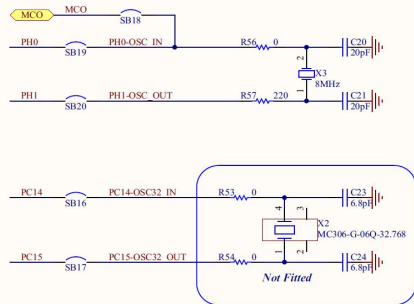 MCO MCO SB18
PH0 SB19 PH0-OSC_IN R56 0 C20 20pF
2 X3 8MHz 1
PH1 SB20 PH1-OSC_OUT R57 220 C21 20pF
PC14 SB16 PC14-OSC32_IN R53 0 C23 6.8pF
4 3 X2
MC306-G-06Q-32.768
1 2
PC15 SB17 PC15-OSC32_OUT R54 0 C24 6.8pF
Not Fitted